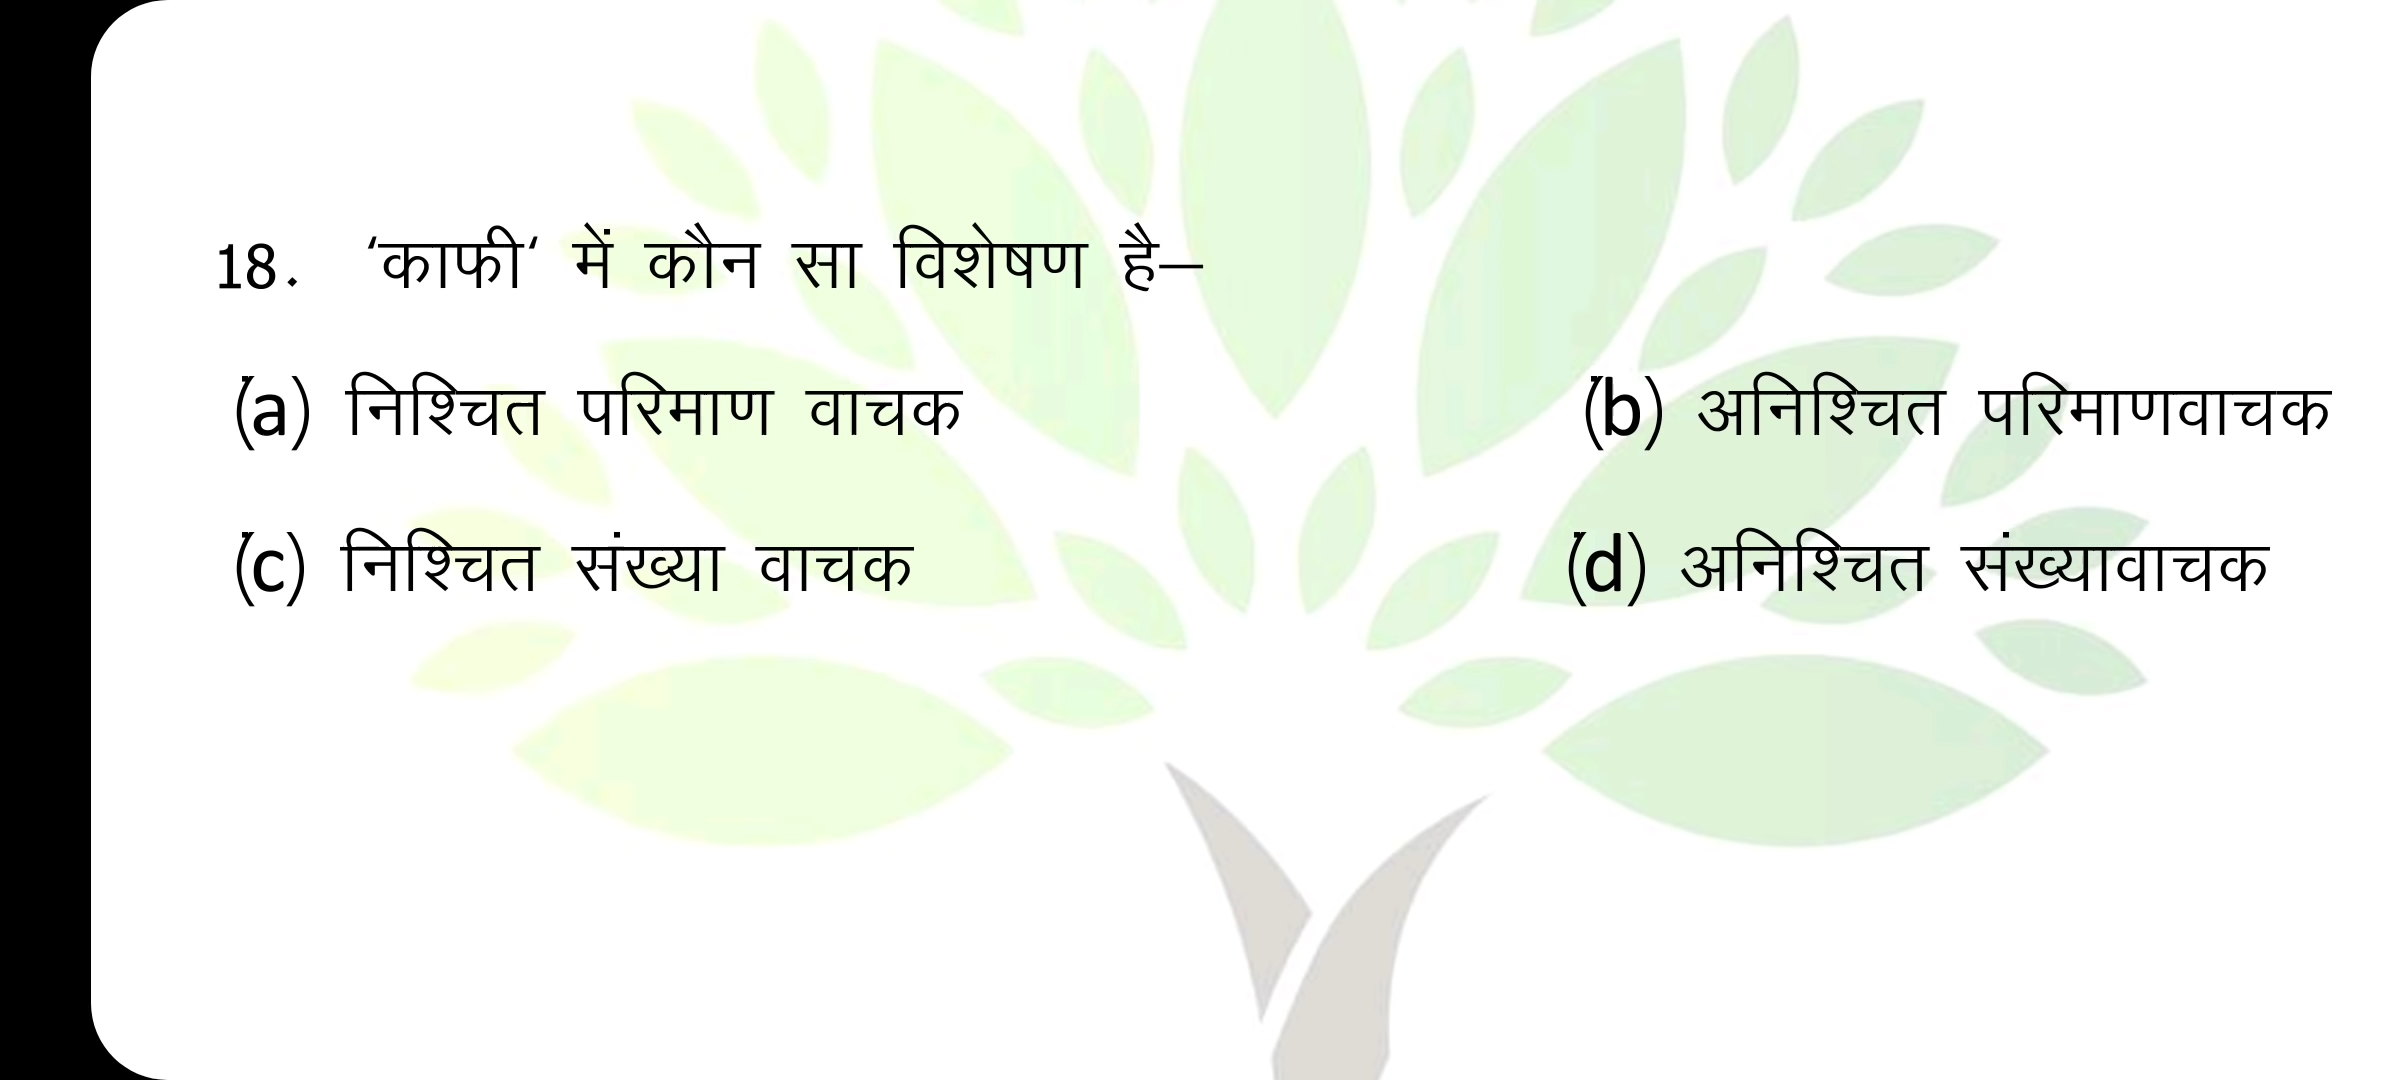 18. ‘काफी‘ में कौन सा विशेषण है–
(a) निश्चित परिमाण वाचक (b) अनिश्चित परिमाणवाचक
(c) निश्चित संख्या वाचक (d) अनिश्चित संख्यावाचक